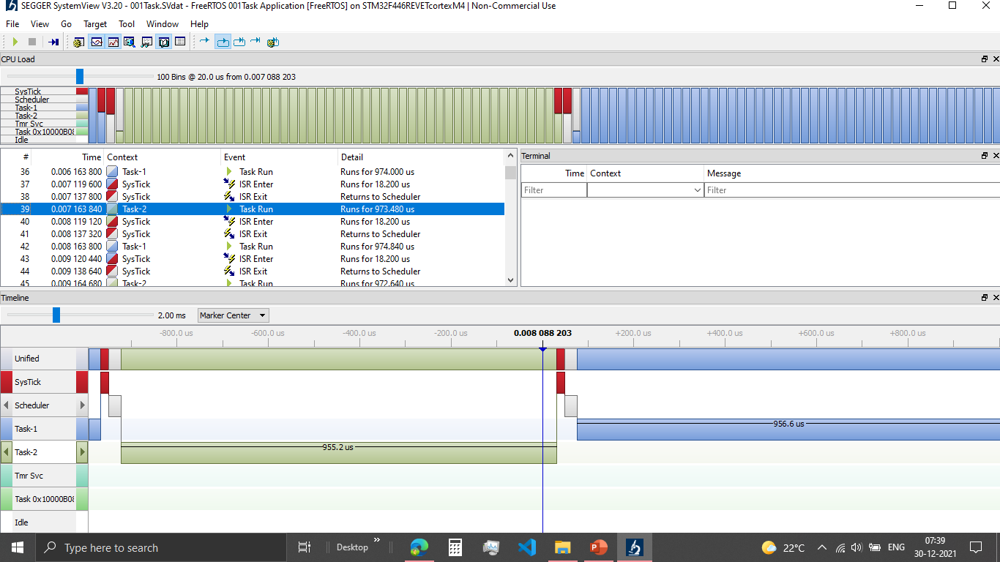 SEGGER SystemView V3.20 - 001Task.SVdat - FreeRTOS 001Task Application [FreeRTOS] on STM32F446REVETcortexM4 | Non-Commercial Use
File View Go Target Tool Window Help
CPU Load
100 Bins @ 20.0 us from 0.007 088 203
SysTick
Scheduler
Task-1
Task-2
Tmr Svc
Task 0x10000B08
Idle
# Time Context Event Detail
36 0.006 163 800 Task-1 Task Run Runs for 974.000 us
37 0.007 119 600 SysTick ISR Enter Runs for 18.200 us
38 0.007 137 800 SysTick ISR Exit Returns to Scheduler
39 0.007 163 840 Task-2 Task Run Runs for 973.480 us
40 0.008 119 120 SysTick ISR Enter Runs for 18.200 us
41 0.008 137 320 SysTick ISR Exit Returns to Scheduler
42 0.008 163 800 Task-1 Task Run Runs for 974.840 us
43 0.009 120 440 SysTick ISR Enter Runs for 18.200 us
44 0.009 138 640 SysTick ISR Exit Returns to Scheduler
45 0.009 164 680 Task-2 Task Run Runs for 972.640 us
Terminal
Time Context Message
Filter Filter
Timeline
2.00 ms Marker Center
-800.0 us -600.0 us -400.0 us -200.0 us 0.008 088 203 +200.0 us +400.0 us +600.0 us +800.0 us
Unified
SysTick
Scheduler
Task-1 956.6 us
Task-2 955.2 us
Tmr Svc
Task 0x10000B08
Idle
Type here to search Desktop 22°C ENG 07:39
30-12-2021